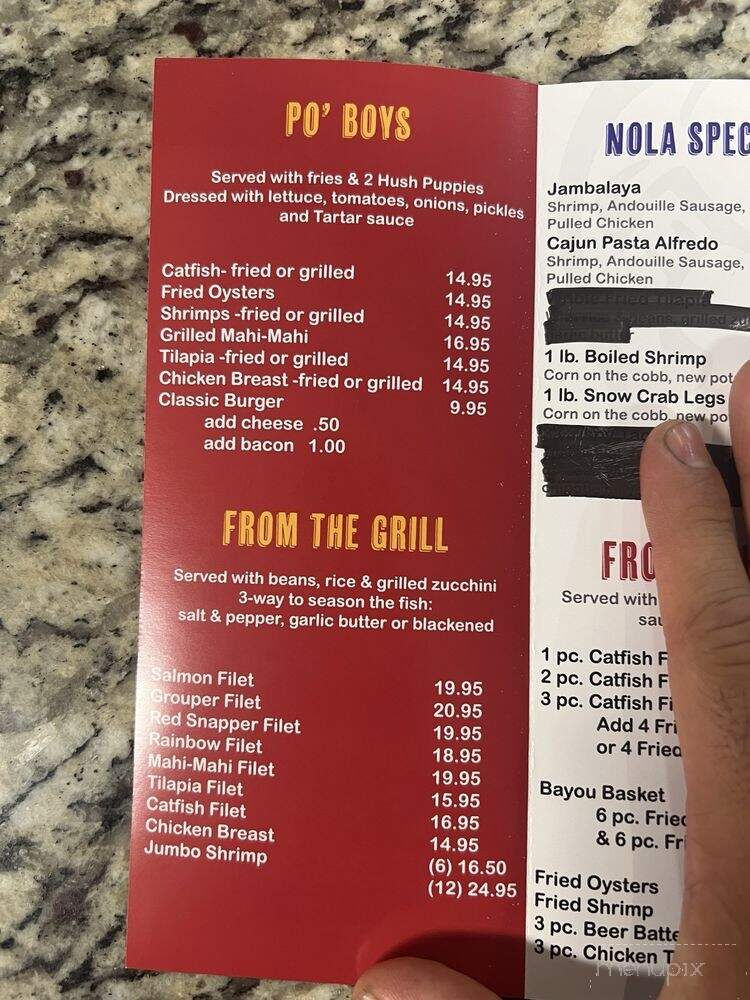 PO' BOYS
Served with fries & 2 Hush Puppies
Dressed with lettuce, tomatoes, onions, pickles
and Tartar sauce
Catfish- fried or grilled 14.95
Fried Oysters 14.95
Shrimps -fried or grilled 14.95
Grilled Mahi-Mahi 16.95
Tilapia -fried or grilled 14.95
Chicken Breast -fried or grilled 14.95
Classic Burger 9.95
add cheese .50
add bacon 1.00
FROM THE GRILL
Served with beans, rice & grilled zucchini
3-way to season the fish:
salt & pepper, garlic butter or blackened
Salmon Filet 19.95
Grouper Filet 20.95
Red Snapper Filet 19.95
Rainbow Filet 18.95
Mahi-Mahi Filet 19.95
Tilapia Filet 15.95
Catfish Filet 16.95
Chicken Breast 14.95
Jumbo Shrimp (6) 16.50
(12) 24.95
NOLA SPEC
Jambalaya
Shrimp, Andouille Sausage,
Pulled Chicken
Cajun Pasta Alfredo
Shrimp, Andouille Sausage,
Pulled Chicken
1 lb. Boiled Shrimp
Corn on the cobb, new pot
1 lb. Snow Crab Legs
Corn on the cobb, new po
FRO
Served with
sau
1 pc. Catfish F
2 pc. Catfish F
3 pc. Catfish Fi
Add 4 Fri
or 4 Fried
Bayou Basket
6 pc. Fried
& 6 pc. Fri
Fried Oysters
Fried Shrimp
3 pc. Beer Batte
3 pc. Chicken T
menupix